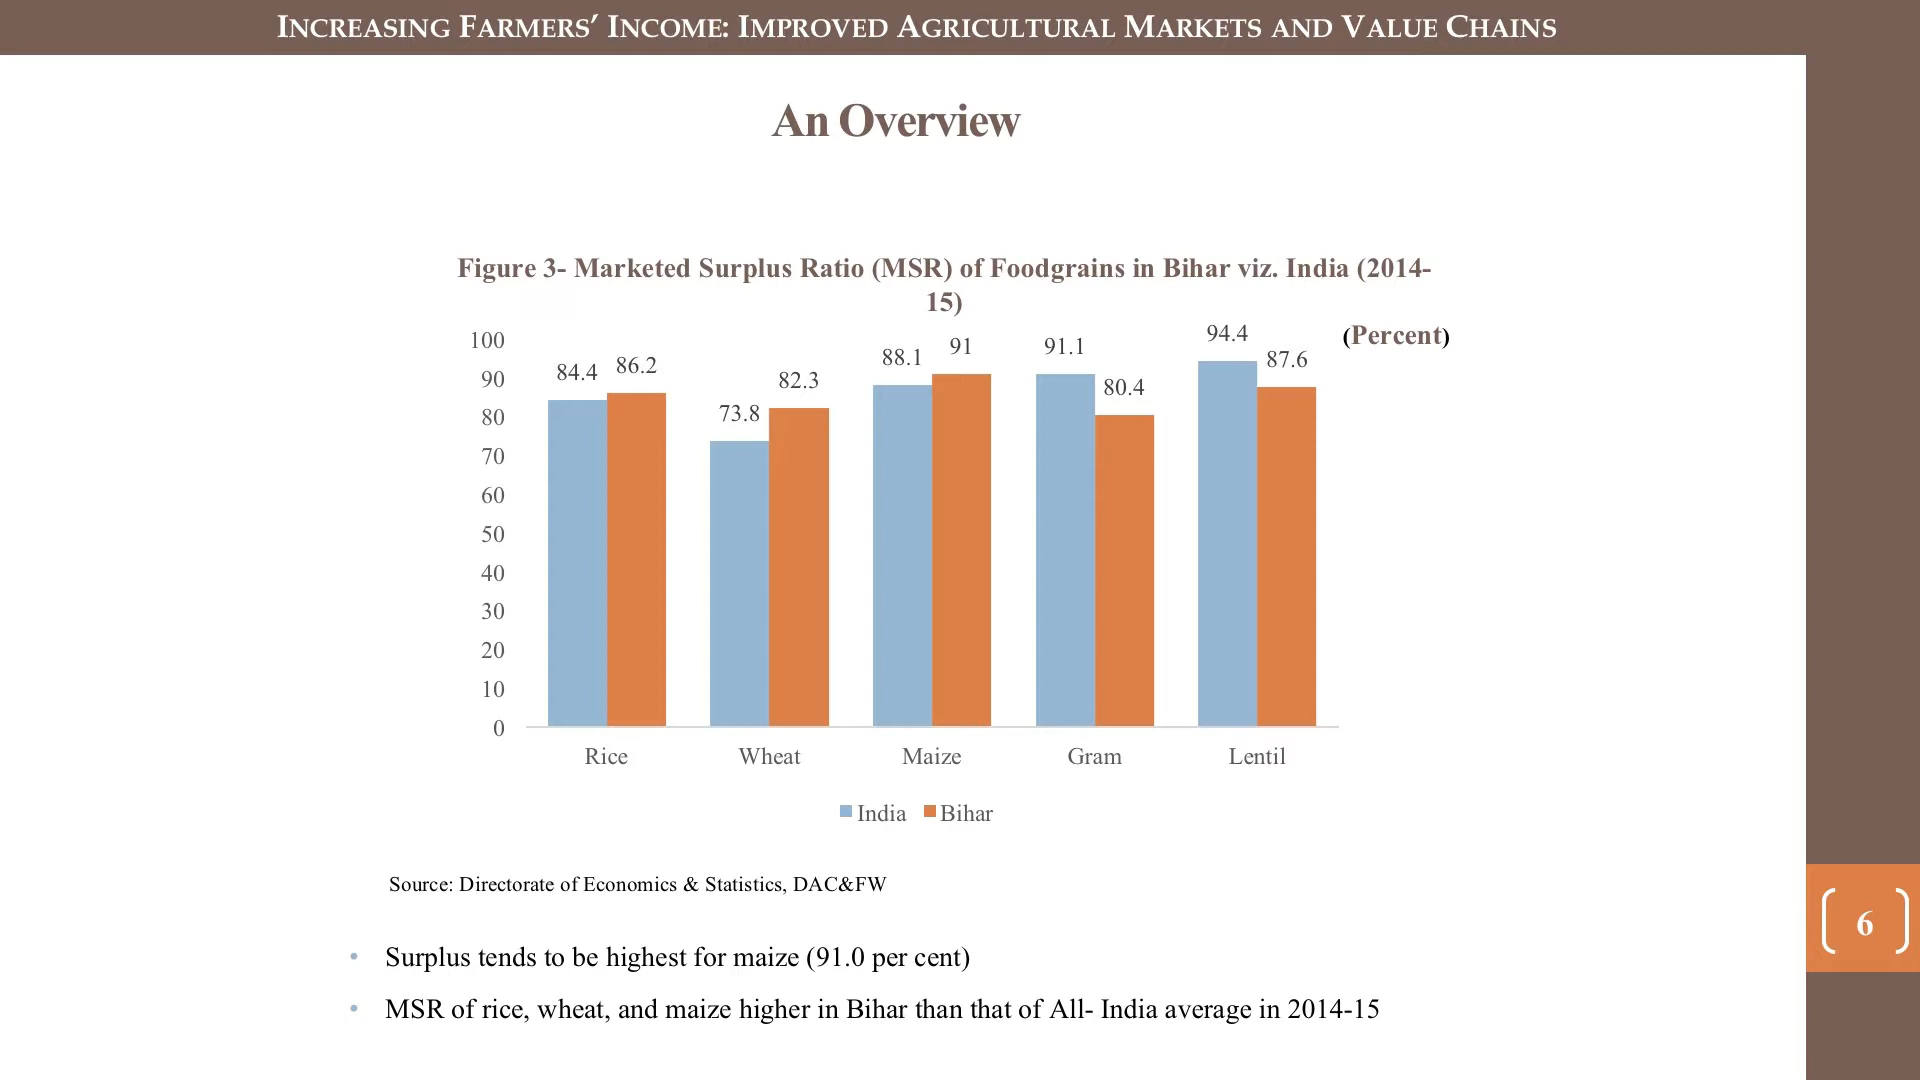 INCREASING FARMERS’ INCOME: IMPROVED AGRICULTURAL MARKETS AND VALUE CHAINS
An Overview
Figure 3- Marketed Surplus Ratio (MSR) of Foodgrains in Bihar viz. India (2014-
15)
(Percent)
100
90
80
70
60
50
40
30
20
10
0
84.4 86.2
73.8 82.3
88.1 91
91.1 80.4
94.4 87.6
Rice Wheat Maize Gram Lentil
India Bihar
Source: Directorate of Economics & Statistics, DAC&FW
6
• Surplus tends to be highest for maize (91.0 per cent)
• MSR of rice, wheat, and maize higher in Bihar than that of All- India average in 2014-15